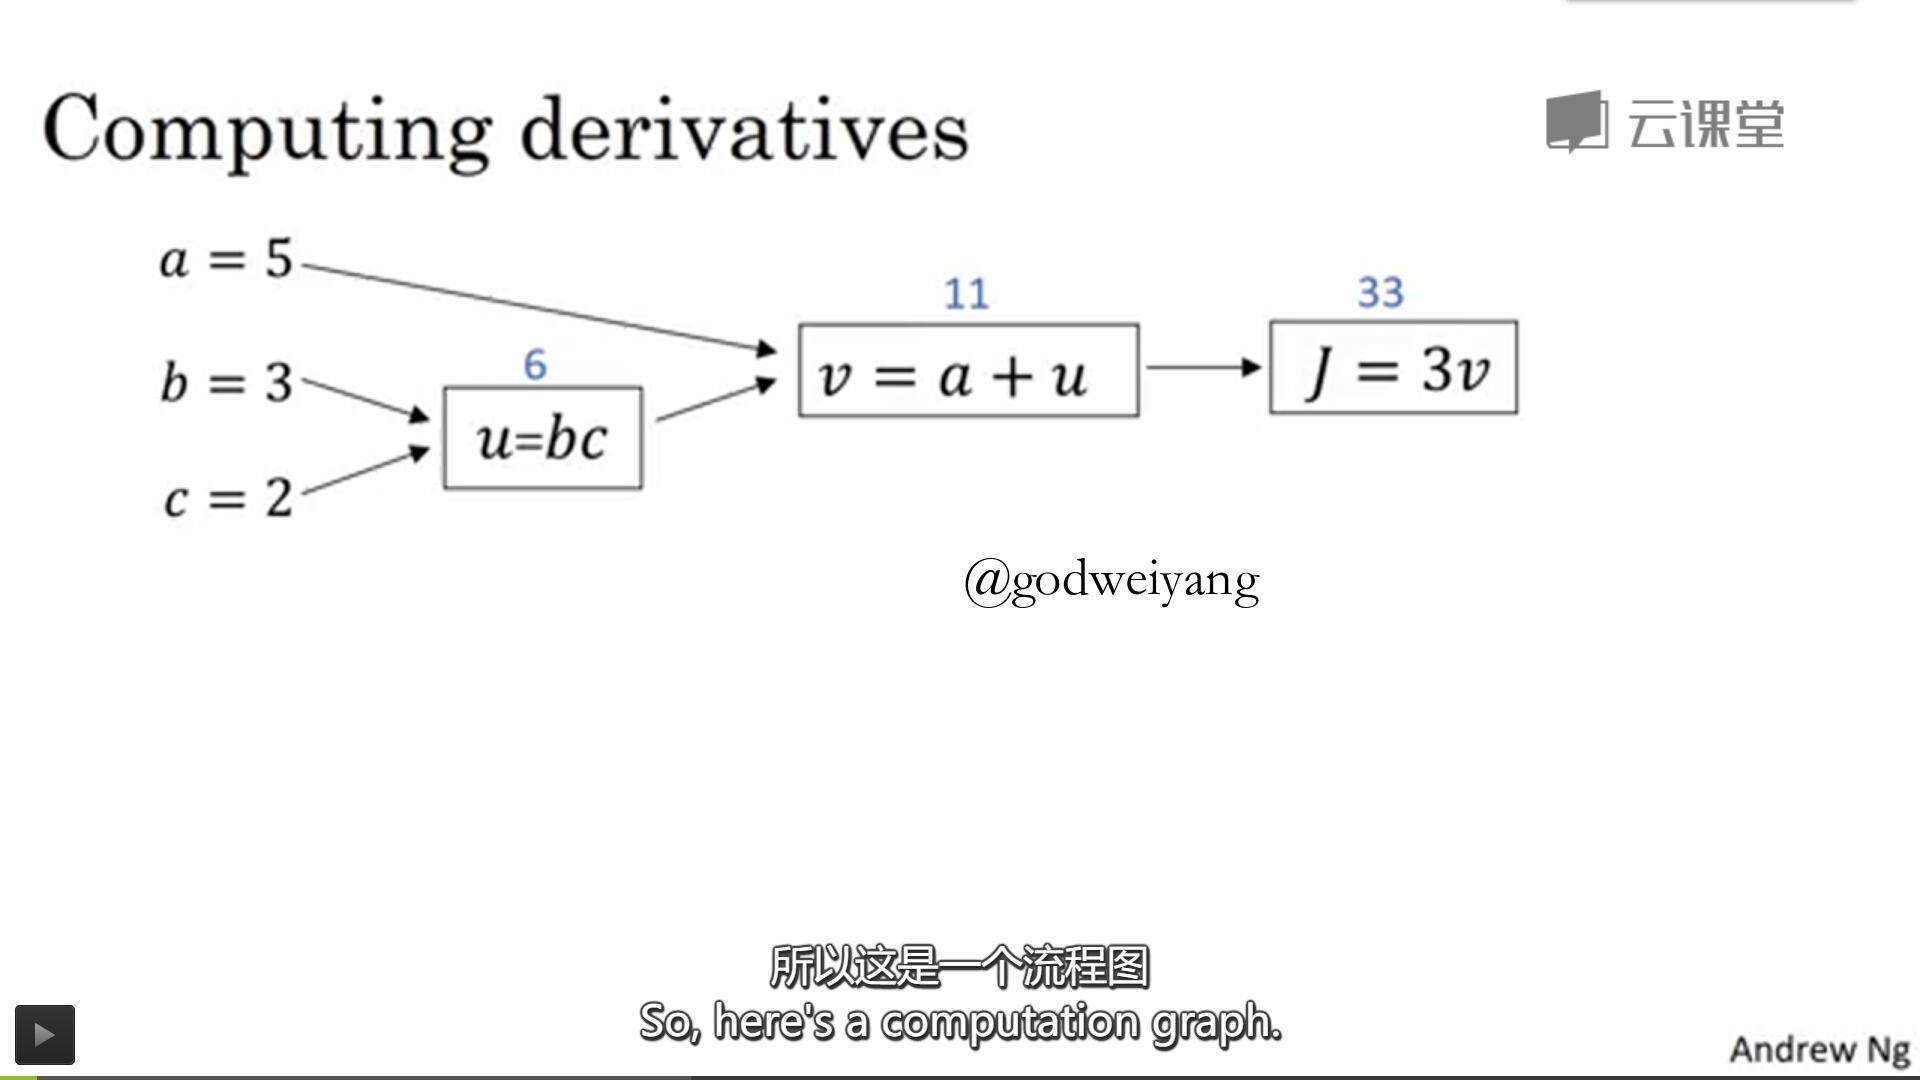 Computing derivatives
云课堂
a = 5
11
33
6
b = 3
v = a + u
J = 3v
u=bc
c = 2
@godweiyang
所以这是一个流程图
So, here's a computation graph.
Andrew Ng